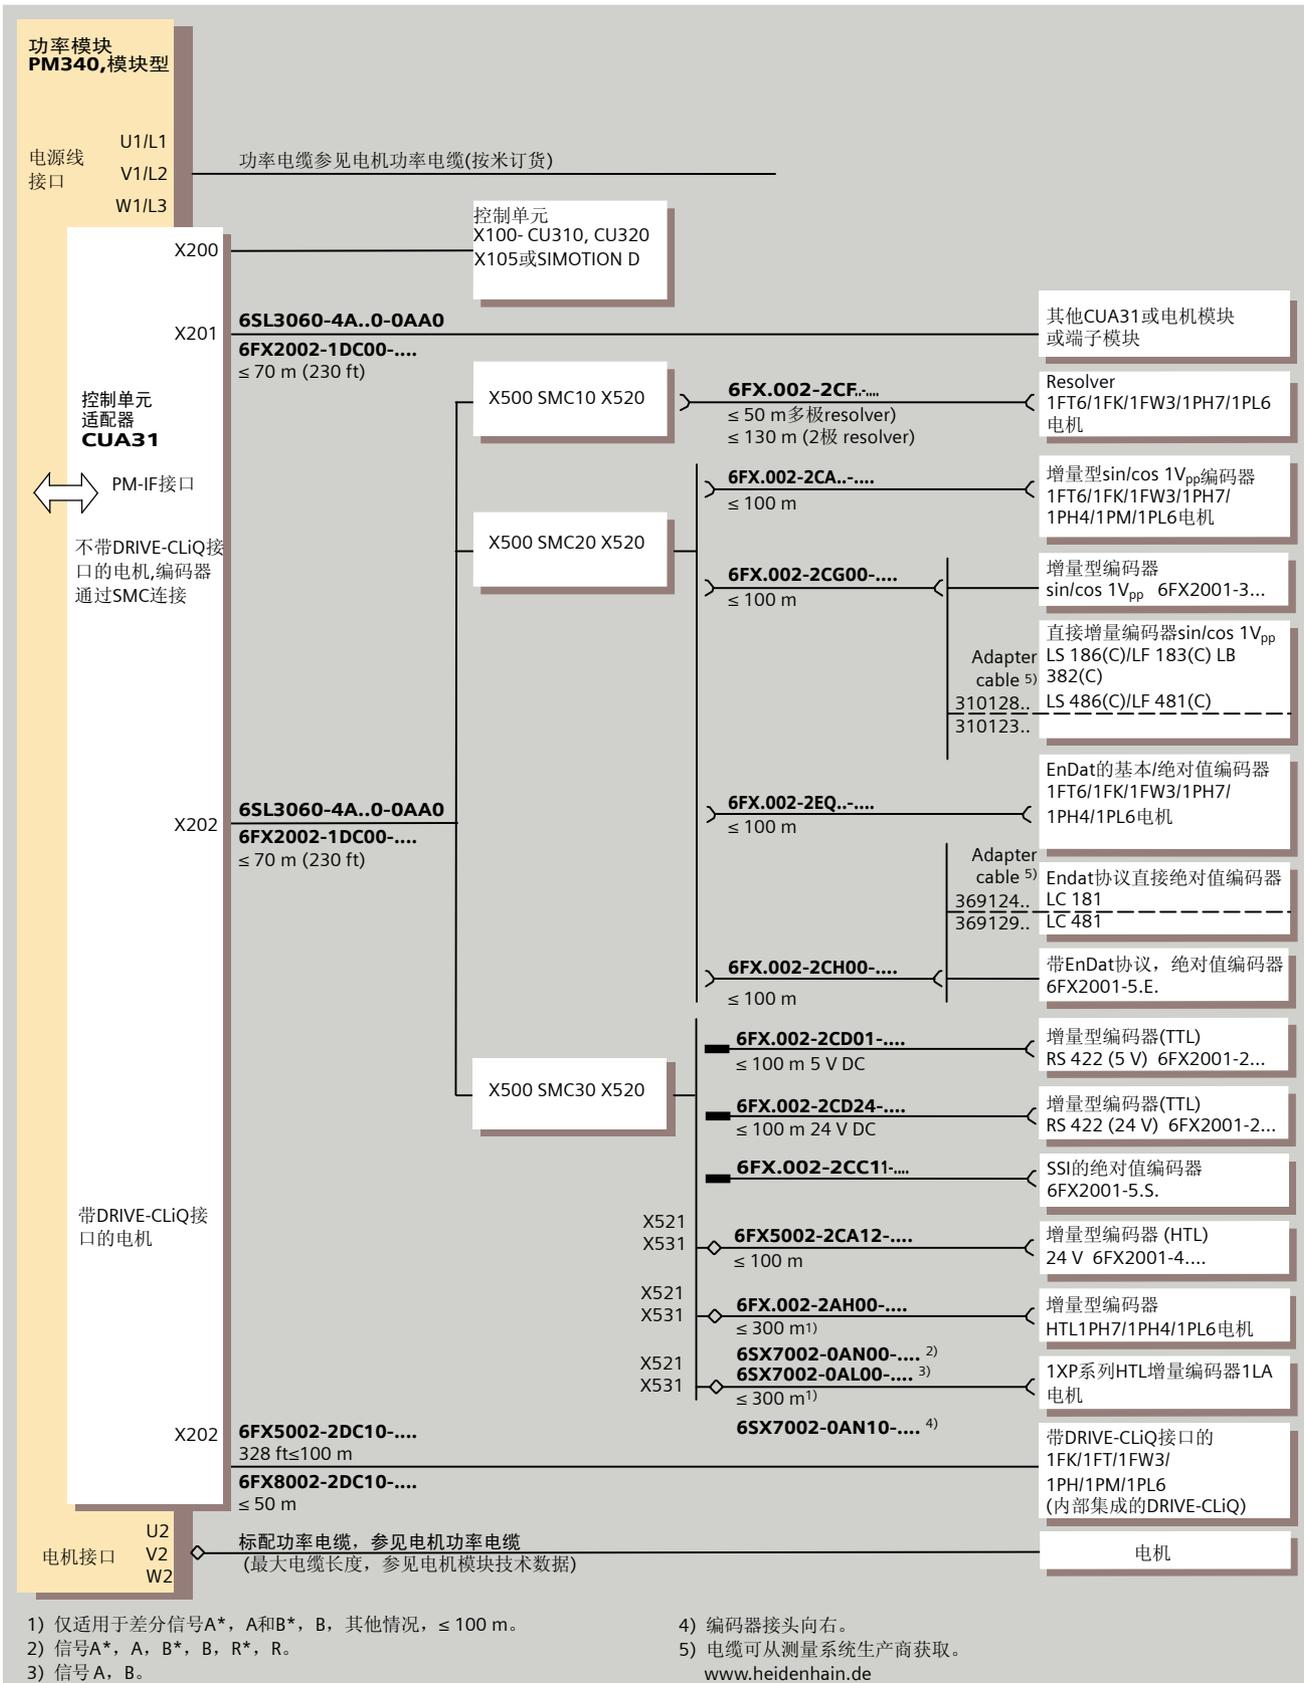 功率模块
PM340,模块型
电源线
接口
U1/L1
V1/L2
W1/L3
功率电缆参见电机功率电缆(按米订货)
控制单元
X100- CU310, CU320
X105或SIMOTION D
X200
X201
6SL3060-4A..0-0AA0
6FX2002-1DC00-....
≤ 70 m (230 ft)
其他CUA31或电机模块
或端子模块
控制单元
适配器
CUA31
PM-IF接口
不带DRIVE-CLiQ接
口的电机,编码器
通过SMC连接
X500 SMC10 X520
6FX.002-2CF..-....
≤ 50 m多极resolver)
≤ 130 m (2极 resolver)
Resolver
1FT6/1FK/1FW3/1PH7/1PL6
电机
X500 SMC20 X520
6FX.002-2CA..-....
≤ 100 m
增量型sin/cos 1Vpp编码器
1FT6/1FK/1FW3/1PH7/
1PH4/1PM/1PL6电机
6FX.002-2CG00-....
≤ 100 m
增量型编码器
sin/cos 1Vpp 6FX2001-3...
Adapter
cable 5)
310128..
310123..
直接增量编码器sin/cos 1Vpp
LS 186(C)/LF 183(C) LB
382(C)
LS 486(C)/LF 481(C)
X202
6SL3060-4A..0-0AA0
6FX2002-1DC00-....
≤ 70 m (230 ft)
6FX.002-2EQ..-....
≤ 100 m
EnDat的基本/绝对值编码器
1FT6/1FK/1FW3/1PH7/
1PH4/1PL6电机
Adapter
cable 5)
369124..
369129..
Endat协议直接绝对值编码器
LC 181
LC 481
6FX.002-2CH00-....
≤ 100 m
带EnDat协议，绝对值编码器
6FX2001-5.E.
X500 SMC30 X520
6FX.002-2CD01-....
≤ 100 m 5 V DC
增量型编码器(TTL)
RS 422 (5 V) 6FX2001-2...
6FX.002-2CD24-....
≤ 100 m 24 V DC
增量型编码器(TTL)
RS 422 (24 V) 6FX2001-2...
6FX.002-2CC11-....
SSI的绝对值编码器
6FX2001-5.S.
带DRIVE-CLiQ接
口的电机
X521
X531
6FX5002-2CA12-....
≤ 100 m
增量型编码器 (HTL)
24 V 6FX2001-4....
X521
X531
6FX.002-2AH00-....
≤ 300 m1)
增量型编码器
HTL1PH7/1PH4/1PL6电机
X521
X531
6SX7002-0AN00-.... 2)
6SX7002-0AL00-.... 3)
≤ 300 m1)
6SX7002-0AN10-.... 4)
1XP系列HTL增量编码器1LA
电机
X202
6FX5002-2DC10-....
328 ft≤100 m
6FX8002-2DC10-....
≤ 50 m
带DRIVE-CLiQ接口的
1FK/1FT/1FW3/
1PH/1PM/1PL6
(内部集成的DRIVE-CLiQ)
电机接口
U2
V2
W2
标配功率电缆，参见电机功率电缆
(最大电缆长度，参见电机模块技术数据)
电机
1) 仅适用于差分信号A*，A和B*，B，其他情况，≤ 100 m。
2) 信号A*，A，B*，B，R*，R。
3) 信号 A，B。
4) 编码器接头向右。
5) 电缆可从测量系统生产商获取。
www.heidenhain.de